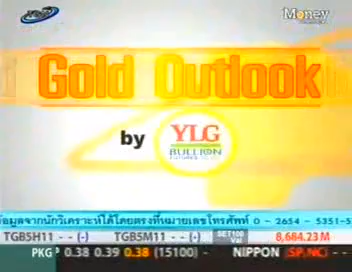 Money
Gold Outlook
by YLG
BULLION
FUTURES
ข้อมูลจากนักวิเคราะห์ได้โดยตรงที่หมายเลขโทรศัพท์ 0 - 2654 - 5351-5
TGB5H11 - - (-) TGB5M11 - - (-) SET100 Val 8,684.23 M
PKG 0.38 0.39 0.38 (15100) - NIPPON (SP,NC)